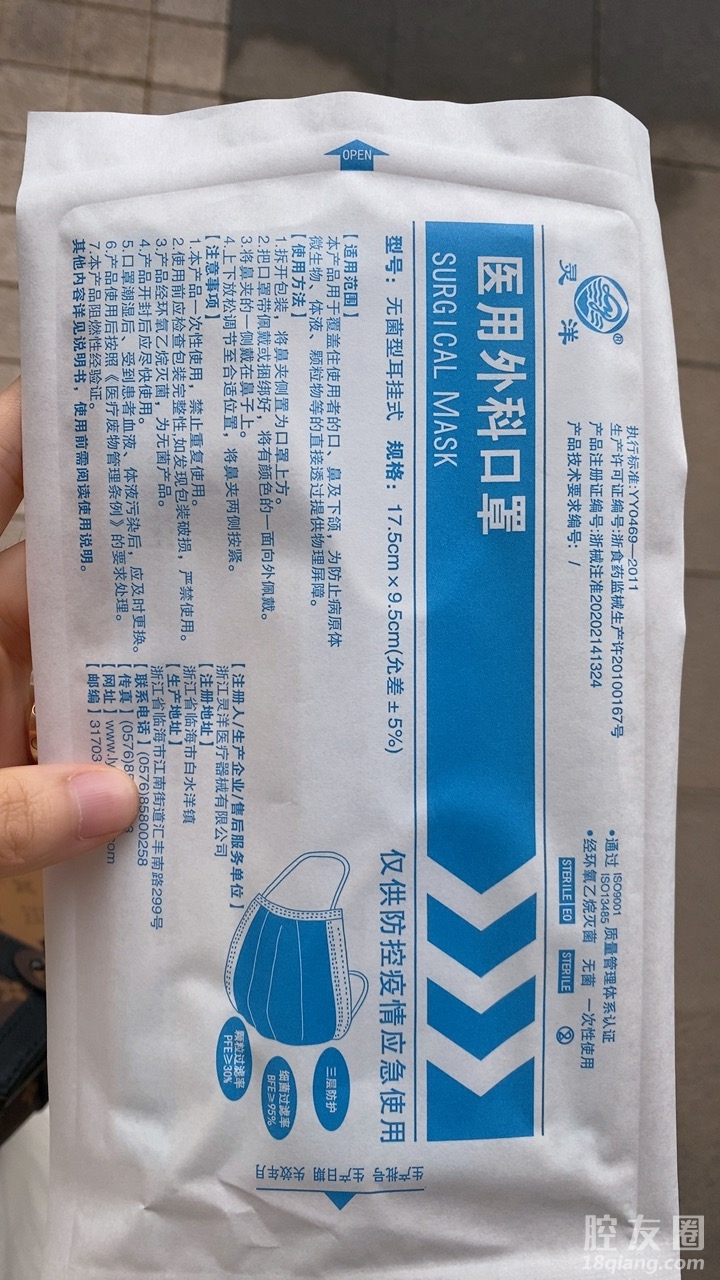 OPEN
灵洋®
执行标准:YY0469—2011
生产许可证编号:浙食药监械生产许20100167号
产品注册证编号:浙械注准20202141324
产品技术要求编号: /
•通过 ISO9001 ISO13485 质量管理体系认证
•经环氧乙烷灭菌 无菌 一次性使用
STERILE EO STERILE
医用外科口罩
SURGICAL MASK
型号: 无菌型耳挂式 规格: 17.5cm×9.5cm(允差±5%)
仅供防控疫情应急使用
【适用范围】
本产品用于覆盖住使用者的口、鼻及下颌，为防止病原体
微生物、体液、颗粒物等的直接透过提供物理屏障。
【使用方法】
1.拆开包装，将鼻夹侧置为口罩上方。
2.把口罩带佩戴或捆绑好，将有颜色的一面向外佩戴。
3.将鼻夹的一侧戴在鼻子上。
4.上下放松调节至合适位置，将鼻夹两侧按紧。
【注意事项】
1.本产品一次性使用，禁止重复使用。
2.使用前应检查包装完整性,如发现包装破损，严禁使用。
3.产品经环氧乙烷灭菌，为无菌产品。
4.产品开封后应尽快使用。
5.口罩潮湿后、受到患者血液、体液污染后，应及时更换。
6.产品使用后按照《医疗废物管理条例》的要求处理。
7.本产品阻燃性经验证。
其他内容详见说明书，使用前需阅读使用说明。
【注册人/生产企业/售后服务单位】
浙江灵洋医疗器械有限公司
【注册地址】
浙江省临海市白水洋镇
【生产地址】
浙江省临海市江南街道汇丰南路299号
【联系电话】(0576)85800258
【传真】(0576)8
【网址】www.ly om
【邮编】31703
三层防护
细菌过滤率
BFE≥95%
颗粒过滤率
PFE≥30%
生产批号
生产日期
失效年月
腔友圈
18qiang.com